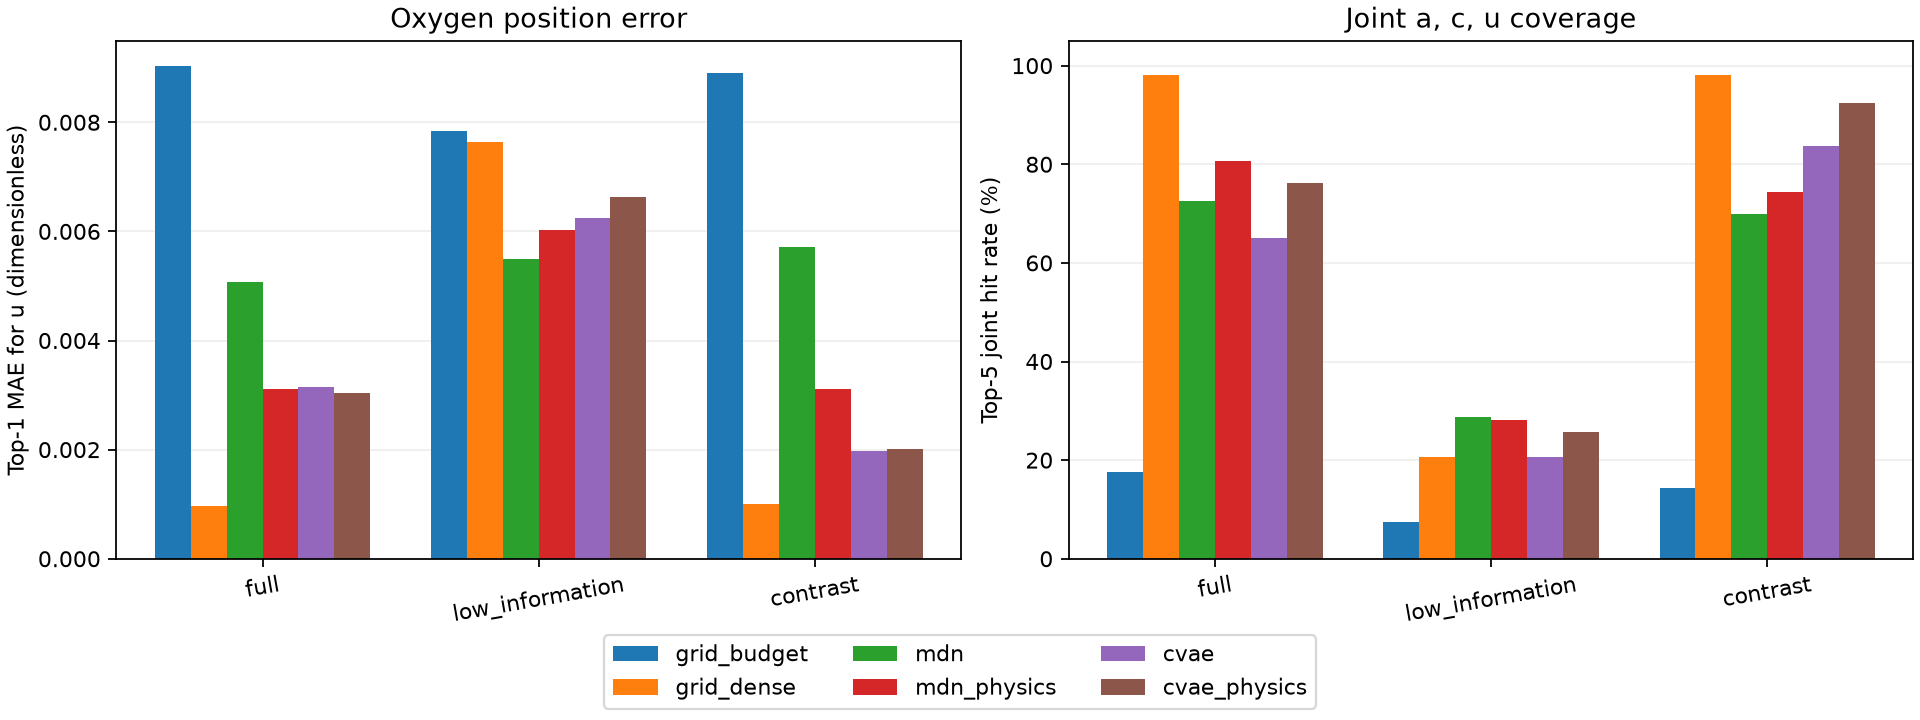 Oxygen position error
Top-1 MAE for u (dimensionless)
0.008
0.006
0.004
0.002
0.000
full
low_information
contrast
Joint a, c, u coverage
Top-5 joint hit rate (%)
100
80
60
40
20
0
full
low_information
contrast
grid_budget
grid_dense
mdn
mdn_physics
cvae
cvae_physics